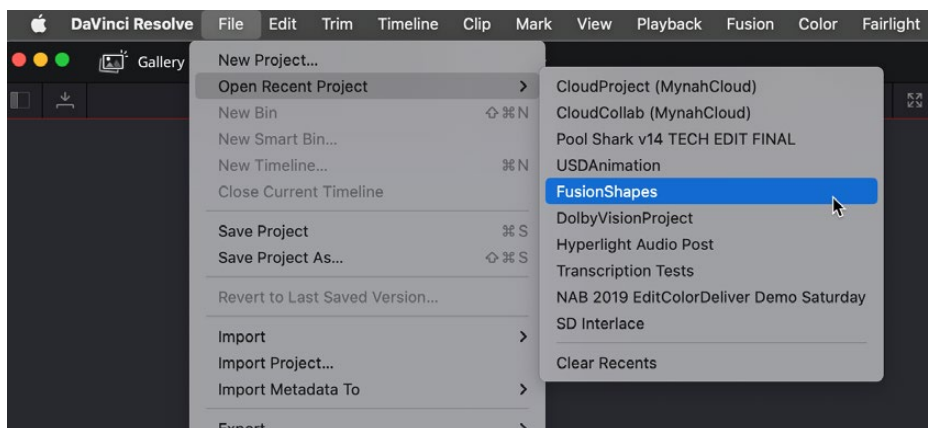 DaVinci Resolve File Edit Trim Timeline Clip Mark View Playback Fusion Color Fairlight
Gallery
New Project...
Open Recent Project >
New Bin ⇧⌘N
New Smart Bin...
New Timeline... ⌘N
Close Current Timeline
Save Project ⌘S
Save Project As... ⇧⌘S
Revert to Last Saved Version...
Import >
Import Project...
Import Metadata To >
Export >
CloudProject (MynahCloud)
CloudCollab (MynahCloud)
Pool Shark v14 TECH EDIT FINAL
USDAnimation
FusionShapes
DolbyVisionProject
Hyperlight Audio Post
Transcription Tests
NAB 2019 EditColorDeliver Demo Saturday
SD Interlace
Clear Recents